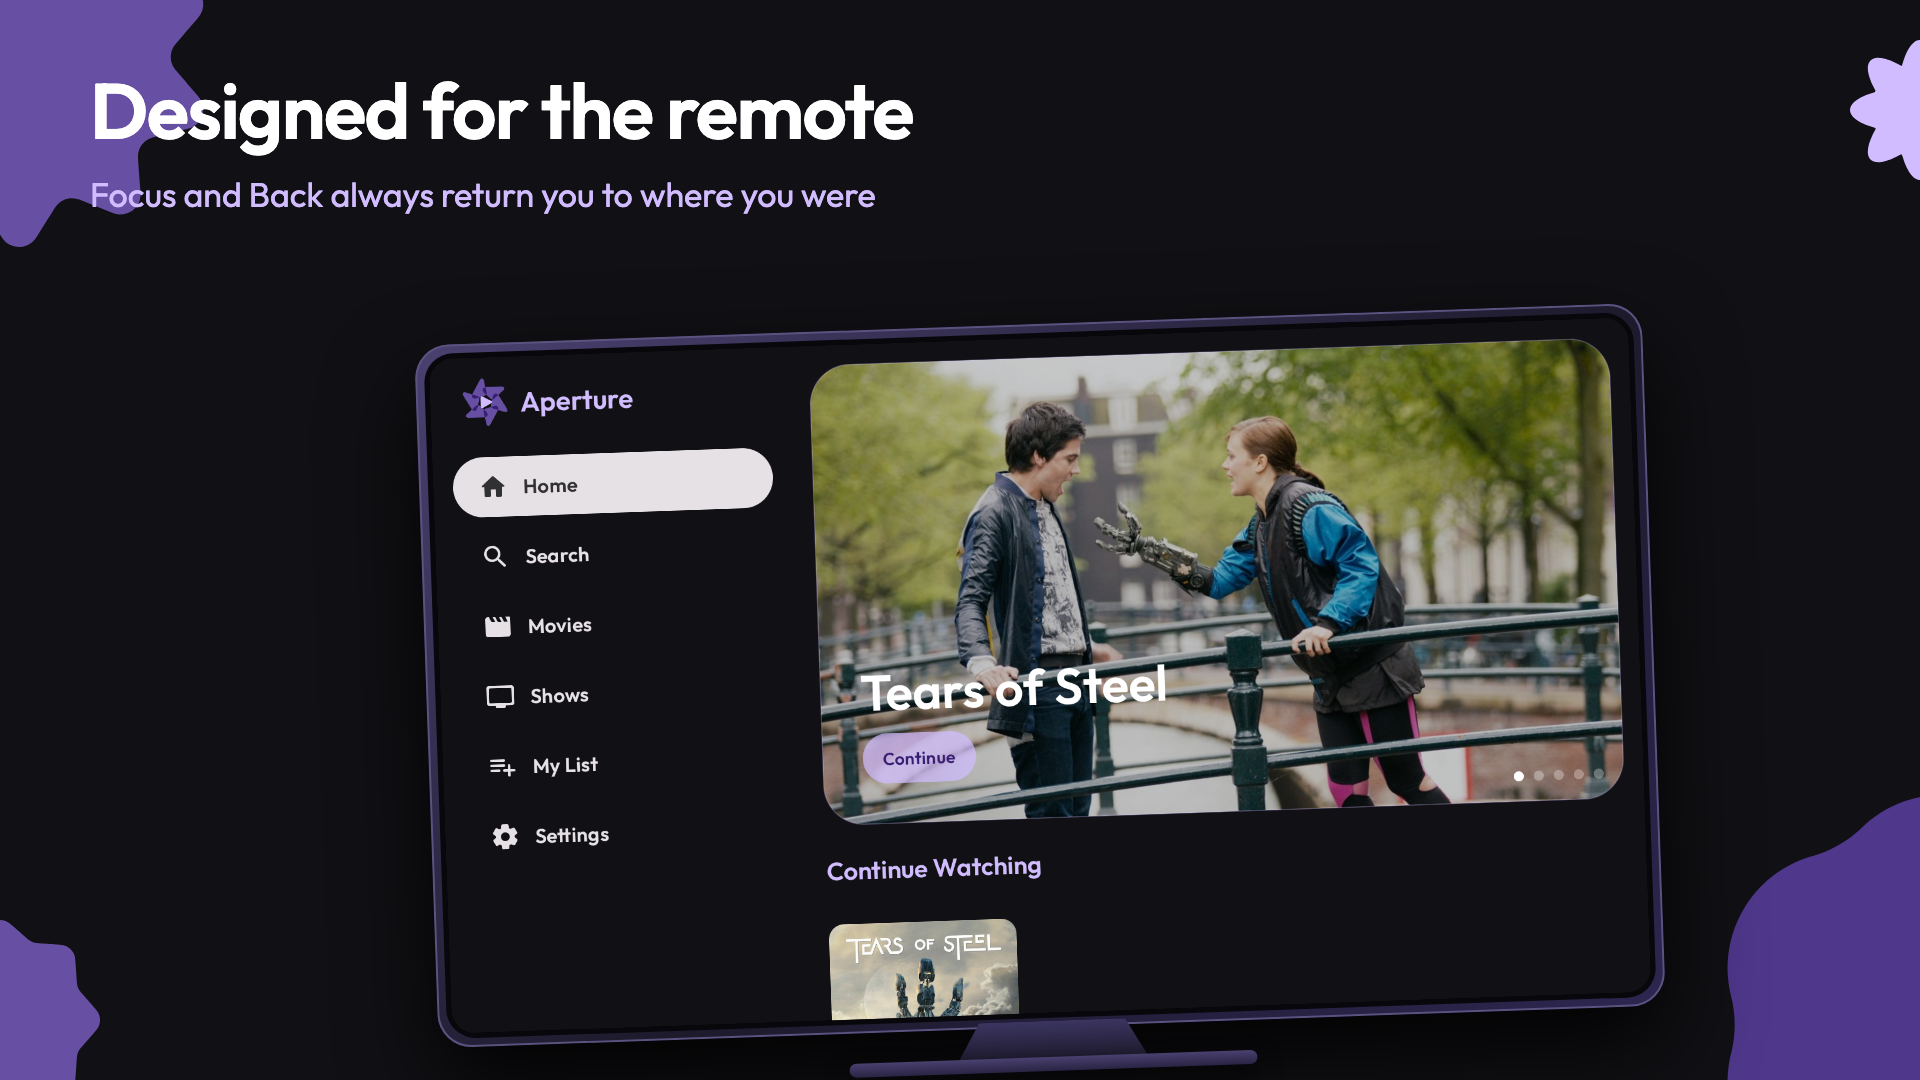 Designed for the remote
Focus and Back always return you to where you were
Aperture
Home
Search
Movies
Shows
My List
Settings
Tears of Steel
Continue
Continue Watching
TEARS OF STEEL